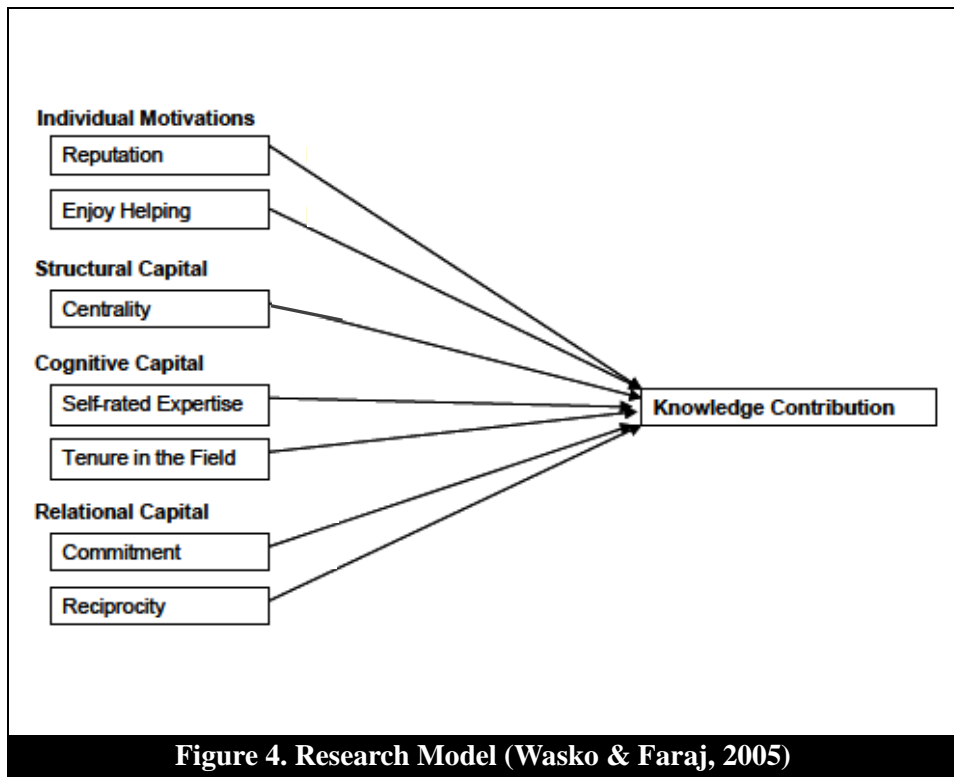 Individual Motivations
Reputation
Enjoy Helping
Structural Capital
Centrality
Cognitive Capital
Self-rated Expertise
Tenure in the Field
Relational Capital
Commitment
Reciprocity
Knowledge Contribution
Figure 4. Research Model (Wasko & Faraj, 2005)